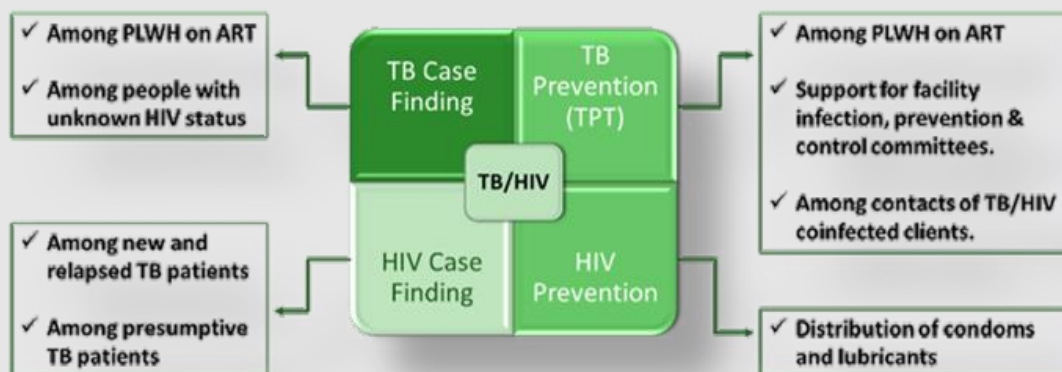 ✓ Among PLWH on ART
✓ Among people with
unknown HIV status
TB Case
Finding
TB
Prevention
(TPT)
✓ Among PLWH on ART
✓ Support for facility
infection, prevention &
control committees.
✓ Among contacts of TB/HIV
coinfected clients.
TB/HIV
✓ Among new and
relapsed TB patients
✓ Among presumptive
TB patients
HIV Case
Finding
HIV
Prevention
✓ Distribution of condoms
and lubricants